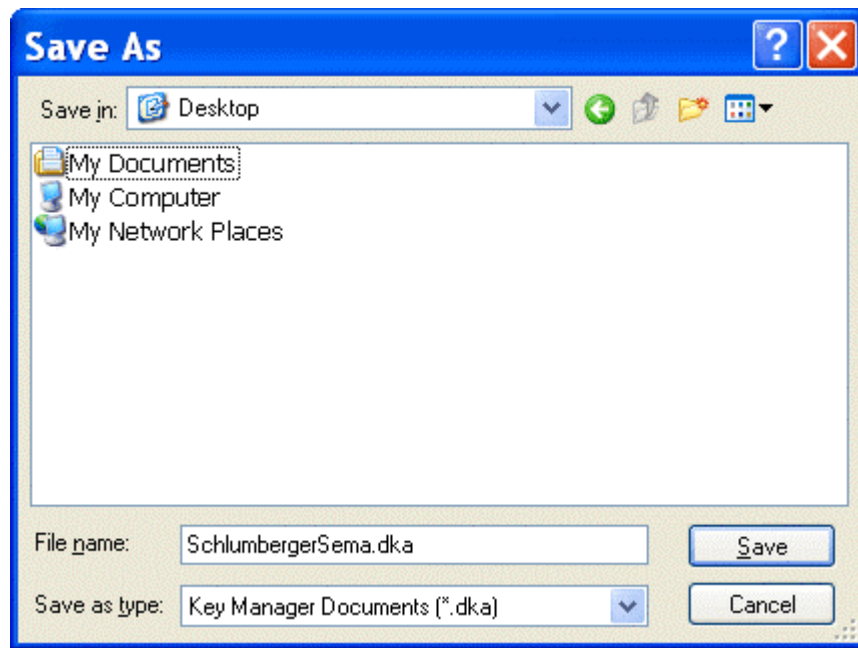 Save As
Save in: Desktop
My Documents
My Computer
My Network Places
File name: SchlumbergerSema.dka Save
Save as type: Key Manager Documents (*.dka) Cancel